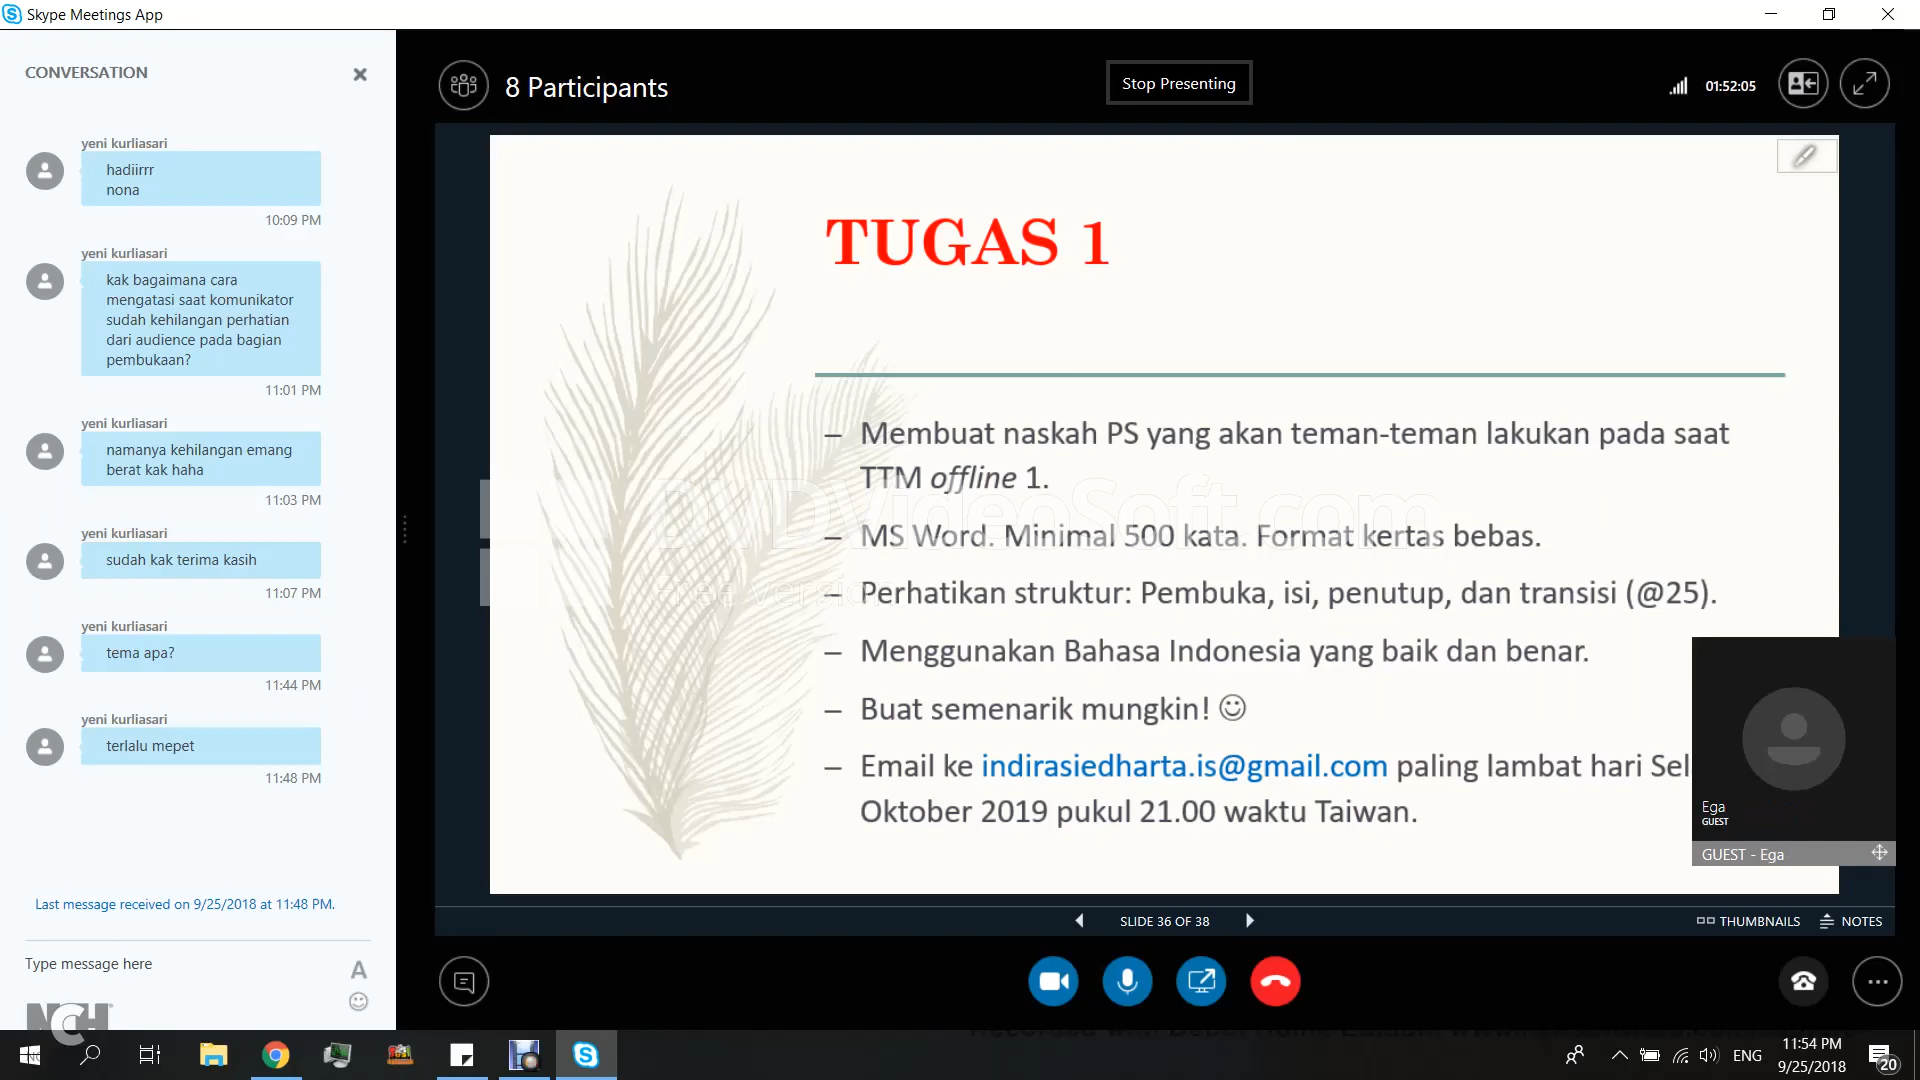 Skype Meetings App
CONVERSATION
yeni kurliasari
hadiirrr
nona
10:09 PM
yeni kurliasari
kak bagaimana cara
mengatasi saat komunikator
sudah kehilangan perhatian
dari audience pada bagian
pembukaan?
11:01 PM
yeni kurliasari
namanya kehilangan emang
berat kak haha
11:03 PM
yeni kurliasari
sudah kak terima kasih
11:07 PM
yeni kurliasari
tema apa?
11:44 PM
yeni kurliasari
terlalu mepet
11:48 PM
Last message received on 9/25/2018 at 11:48 PM.
Type message here
A
NCH
8 Participants
Stop Presenting
01:52:05
TUGAS 1
– Membuat naskah PS yang akan teman-teman lakukan pada saat
TTM offline 1.
– MS Word. Minimal 500 kata. Format kertas bebas.
– Perhatikan struktur: Pembuka, isi, penutup, dan transisi (@25).
– Menggunakan Bahasa Indonesia yang baik dan benar.
– Buat semenarik mungkin! ☺
– Email ke indirasiedharta.is@gmail.com paling lambat hari Sel
Oktober 2019 pukul 21.00 waktu Taiwan.
DVDVideoSoft.com
Free version
Ega
GUEST
GUEST - Ega
SLIDE 36 OF 38
THUMBNAILS
NOTES
ENG
11:54 PM
9/25/2018
20